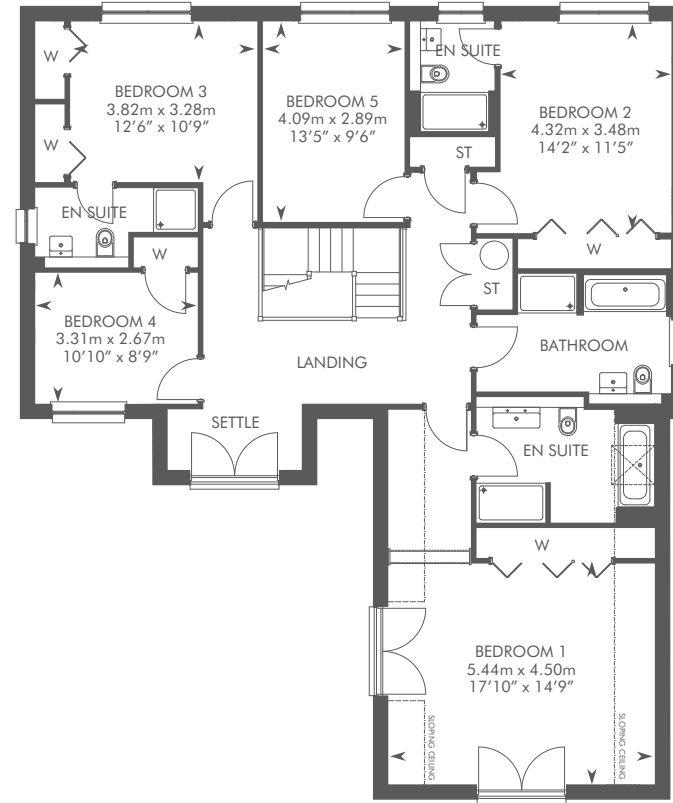 W
BEDROOM 3
3.82m x 3.28m
12’6” x 10’9”
W
BEDROOM 5
4.09m x 2.89m
13’5” x 9’6”
EN SUITE
BEDROOM 2
4.32m x 3.48m
14’2” x 11’5”
ST
EN SUITE
W
W
ST
BEDROOM 4
3.31m x 2.67m
10’10” x 8’9”
LANDING
BATHROOM
SETTLE
EN SUITE
W
BEDROOM 1
5.44m x 4.50m
17’10” x 14’9”
SLOPING CEILING
SLOPING CEILING